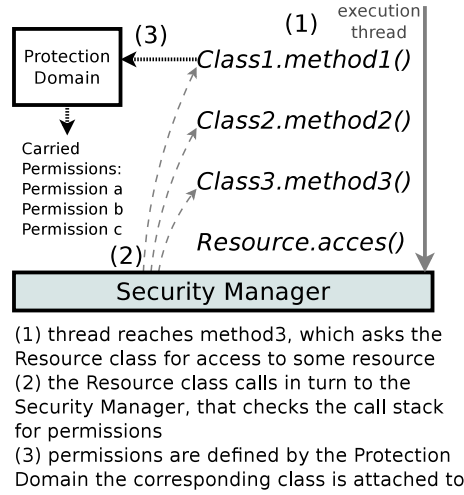 execution
thread
(1)
(3)
Protection
Domain
Class1.method1()
Class2.method2()
Carried
Permissions:
Permission a
Permission b
Permission c
Class3.method3()
(2)
Resource.acces()
Security Manager
(1) thread reaches method3, which asks the
Resource class for access to some resource
(2) the Resource class calls in turn to the
Security Manager, that checks the call stack
for permissions
(3) permissions are defined by the Protection
Domain the corresponding class is attached to